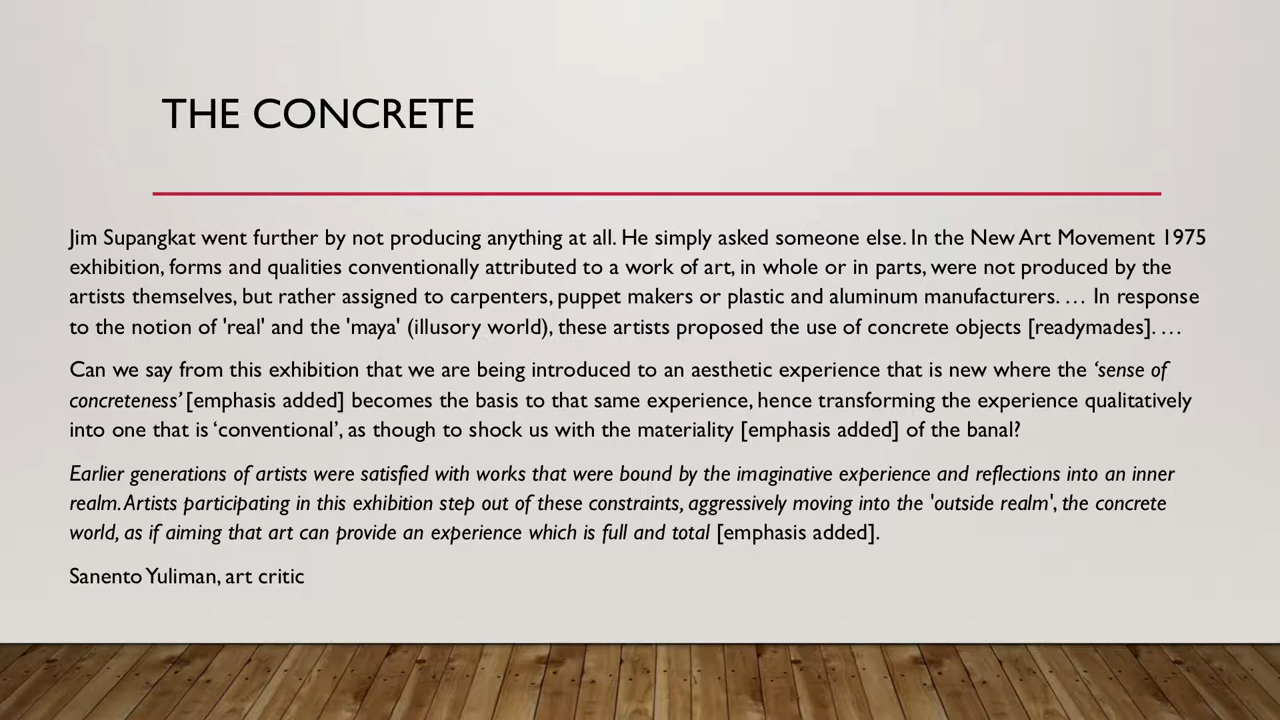 THE CONCRETE
Jim Supangkat went further by not producing anything at all. He simply asked someone else. In the New Art Movement 1975
exhibition, forms and qualities conventionally attributed to a work of art, in whole or in parts, were not produced by the
artists themselves, but rather assigned to carpenters, puppet makers or plastic and aluminum manufacturers. … In response
to the notion of 'real' and the 'maya' (illusory world), these artists proposed the use of concrete objects [readymades]. …
Can we say from this exhibition that we are being introduced to an aesthetic experience that is new where the ‘sense of
concreteness’ [emphasis added] becomes the basis to that same experience, hence transforming the experience qualitatively
into one that is ‘conventional’, as though to shock us with the materiality [emphasis added] of the banal?
Earlier generations of artists were satisfied with works that were bound by the imaginative experience and reflections into an inner
realm. Artists participating in this exhibition step out of these constraints, aggressively moving into the 'outside realm', the concrete
world, as if aiming that art can provide an experience which is full and total [emphasis added].
Sanento Yuliman, art critic